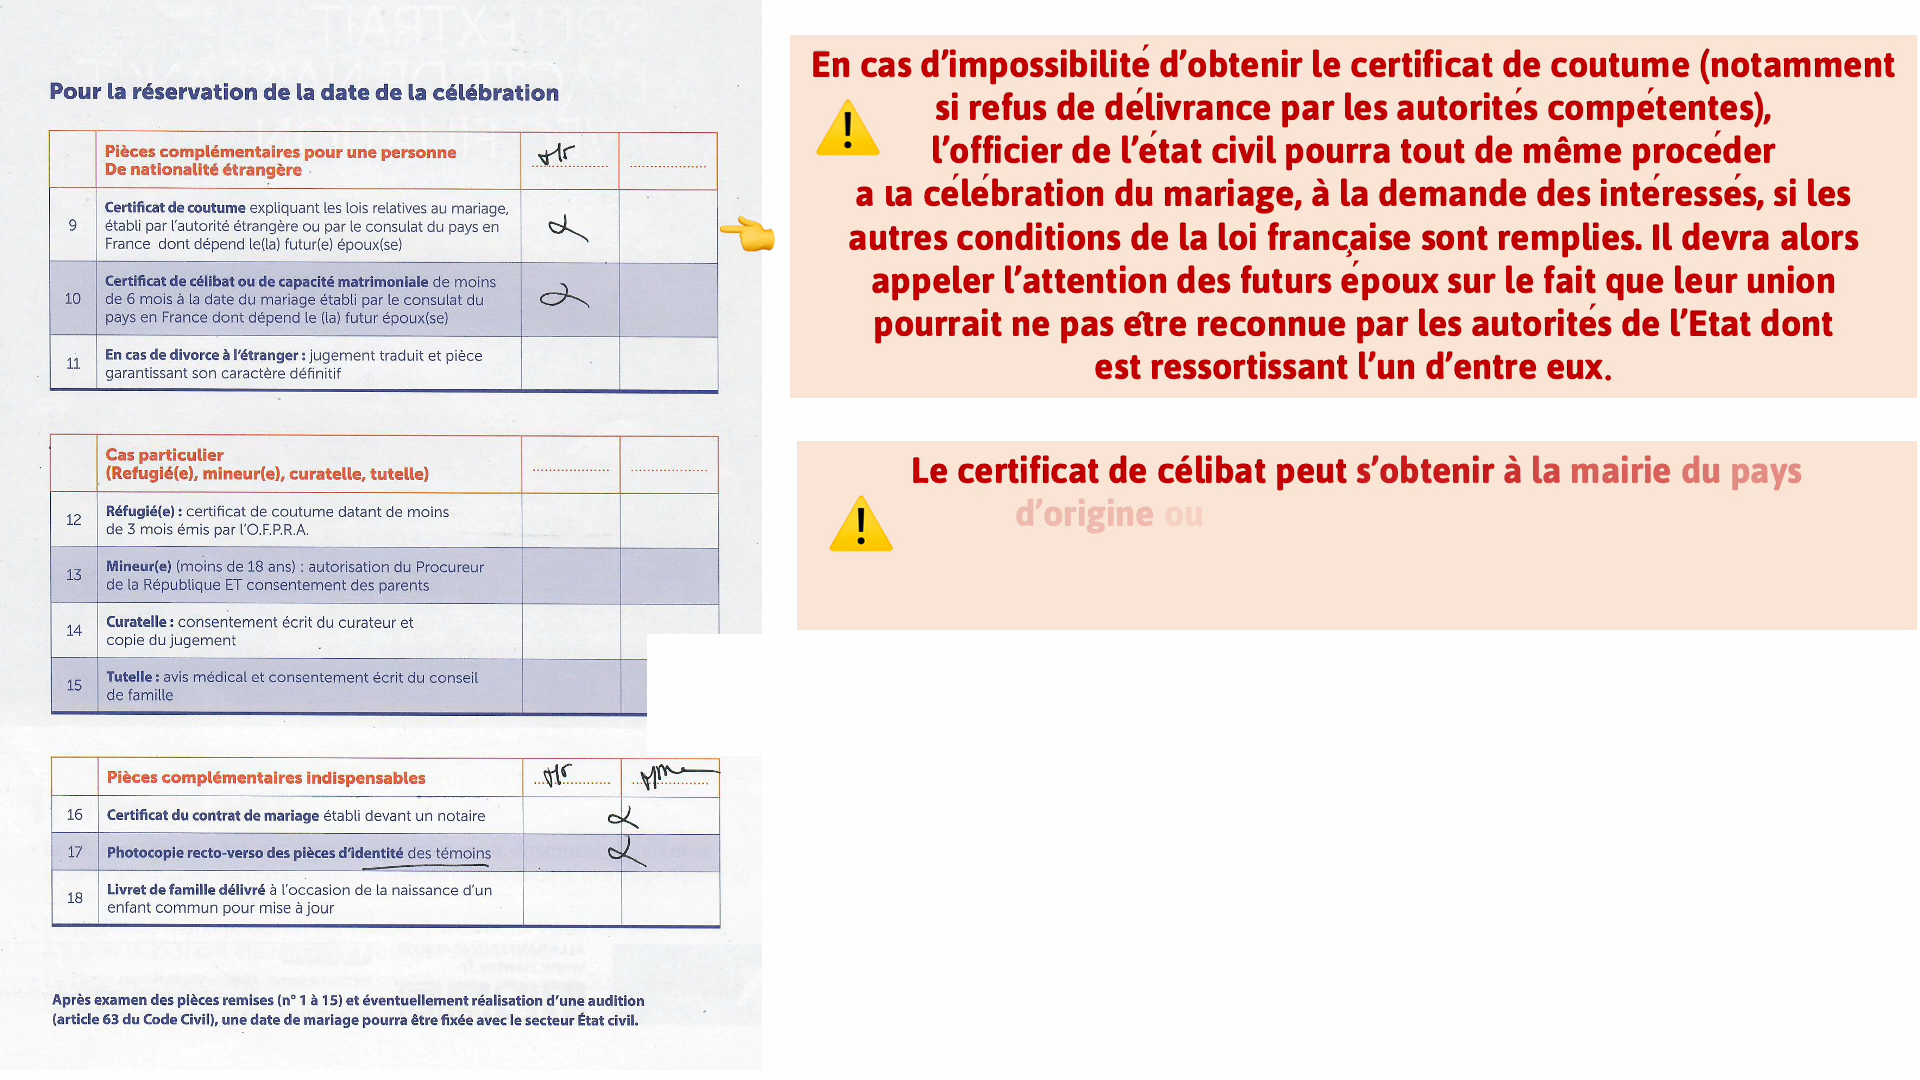 Pour la réservation de la date de la célébration
Pièces complémentaires pour une personne
De nationalité étrangère
Mr
9
Certificat de coutume expliquant les lois relatives au mariage,
établi par l'autorité étrangère ou par le consulat du pays en
France dont dépend le(la) futur(e) époux(se)
10
Certificat de célibat ou de capacité matrimoniale de moins
de 6 mois à la date du mariage établi par le consulat du
pays en France dont dépend le (la) futur époux(se)
11
En cas de divorce à l'étranger : jugement traduit et pièce
garantissant son caractère définitif
Cas particulier
(Refugié(e), mineur(e), curatelle, tutelle)
12
Réfugié(e) : certificat de coutume datant de moins
de 3 mois émis par l'O.F.P.R.A.
13
Mineur(e) (moins de 18 ans) : autorisation du Procureur
de la République ET consentement des parents
14
Curatelle : consentement écrit du curateur et
copie du jugement
15
Tutelle : avis médical et consentement écrit du conseil
de famille
Pièces complémentaires indispensables
Mr
Mme
16
Certificat du contrat de mariage établi devant un notaire
17
Photocopie recto-verso des pièces d'identité des témoins
18
Livret de famille délivré à l'occasion de la naissance d'un
enfant commun pour mise à jour
Après examen des pièces remises (n° 1 à 15) et éventuellement réalisation d'une audition
(article 63 du Code Civil), une date de mariage pourra être fixée avec le secteur État civil.
En cas d'impossibilité d'obtenir le certificat de coutume (notamment
si refus de délivrance par les autorités compétentes),
l'officier de l'état civil pourra tout de même procéder
a la célébration du mariage, à la demande des intéressés, si les
autres conditions de la loi française sont remplies. Il devra alors
appeler l'attention des futurs époux sur le fait que leur union
pourrait ne pas être reconnue par les autorités de l'Etat dont
est ressortissant l'un d'entre eux.
Le certificat de célibat peut s'obtenir à la mairie du pays
d'origine ou